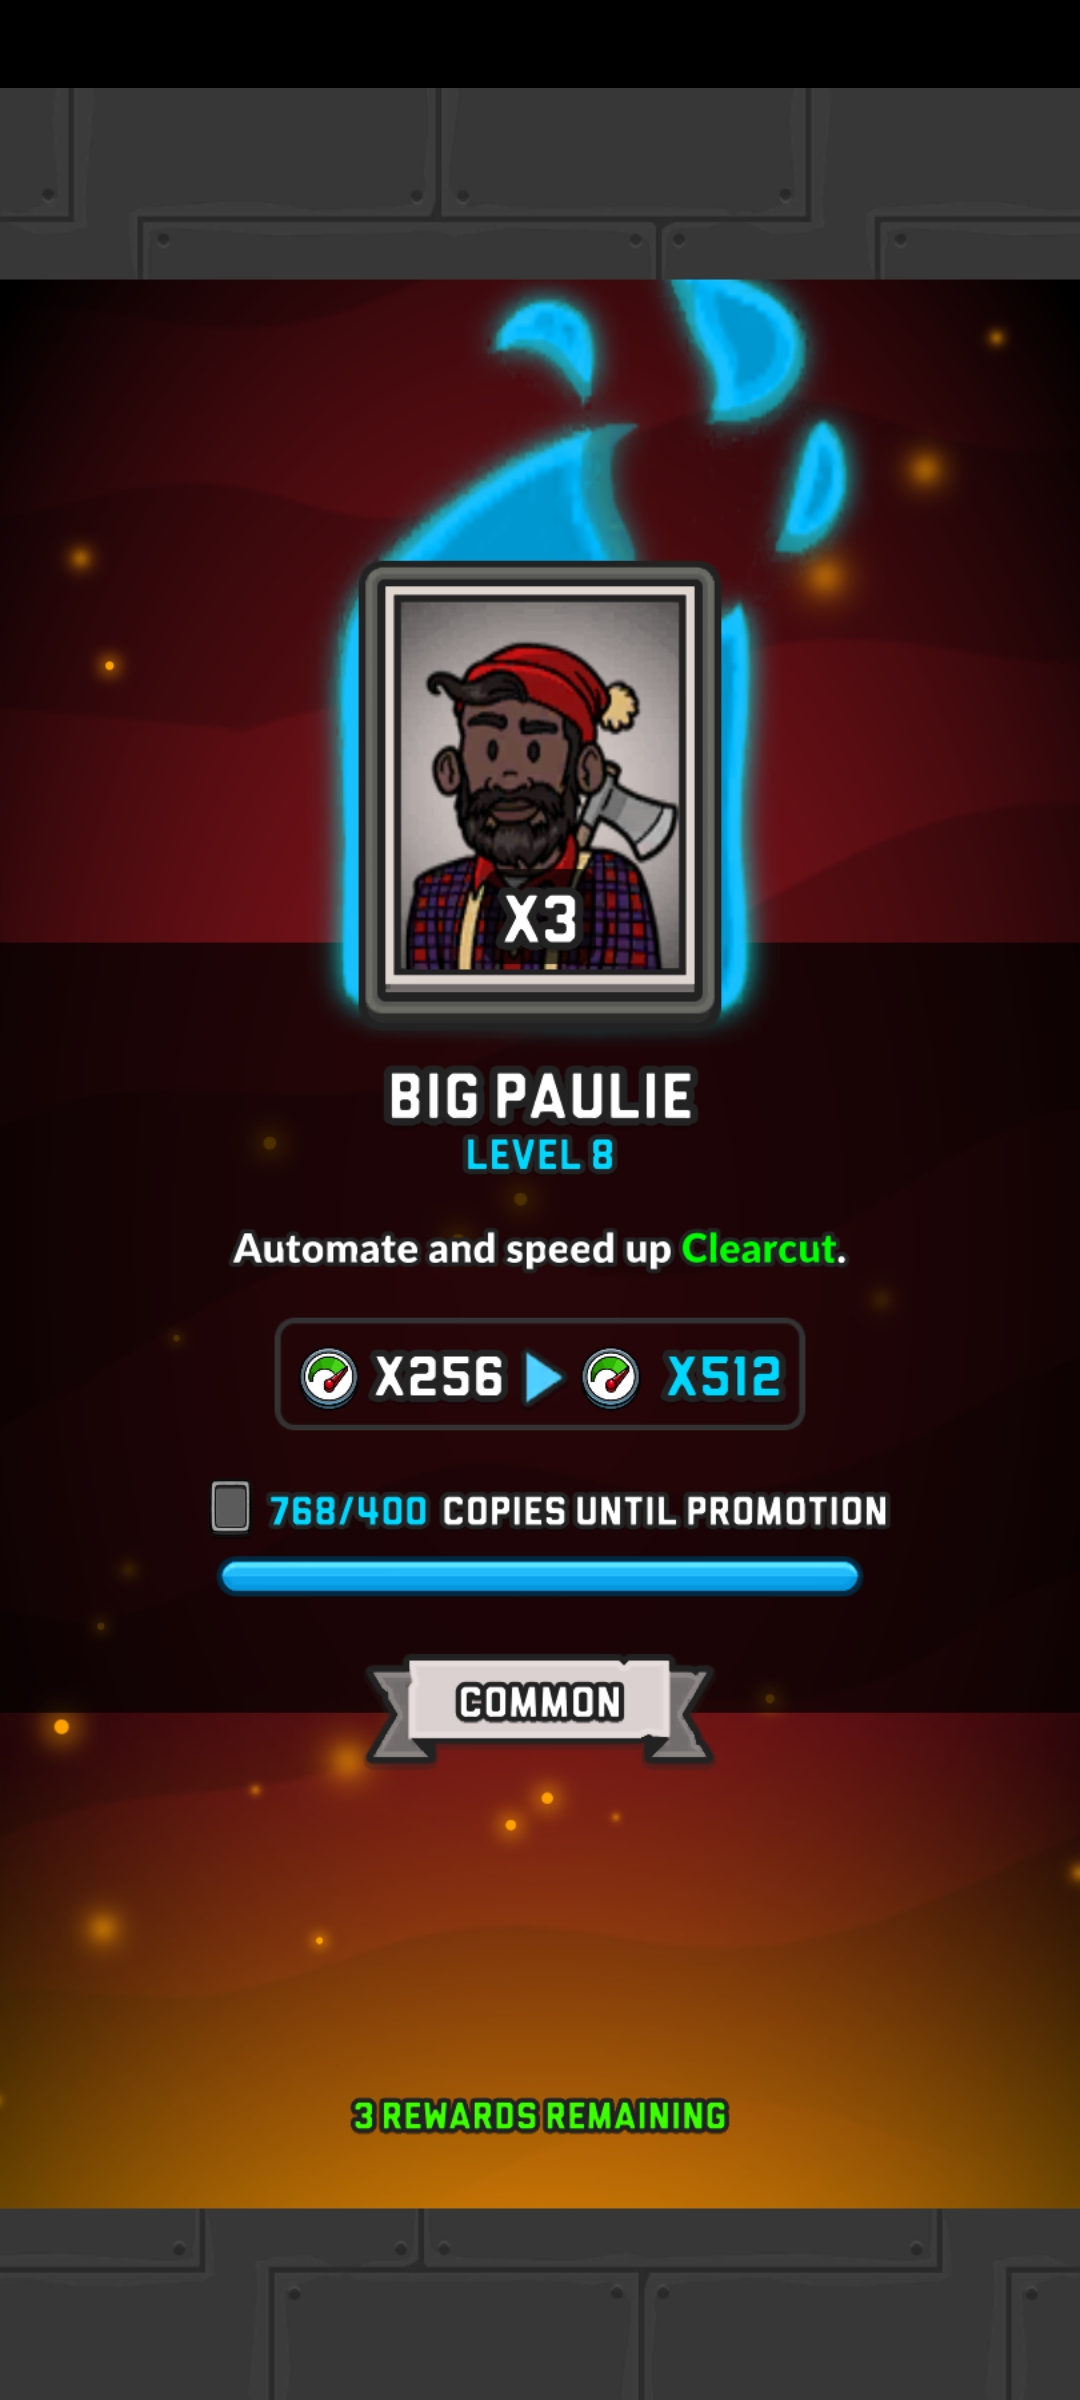 X3
BIG PAULIE
LEVEL 8
Automate and speed up Clearcut.
X256 X512
768/400 COPIES UNTIL PROMOTION
COMMON
3 REWARDS REMAINING